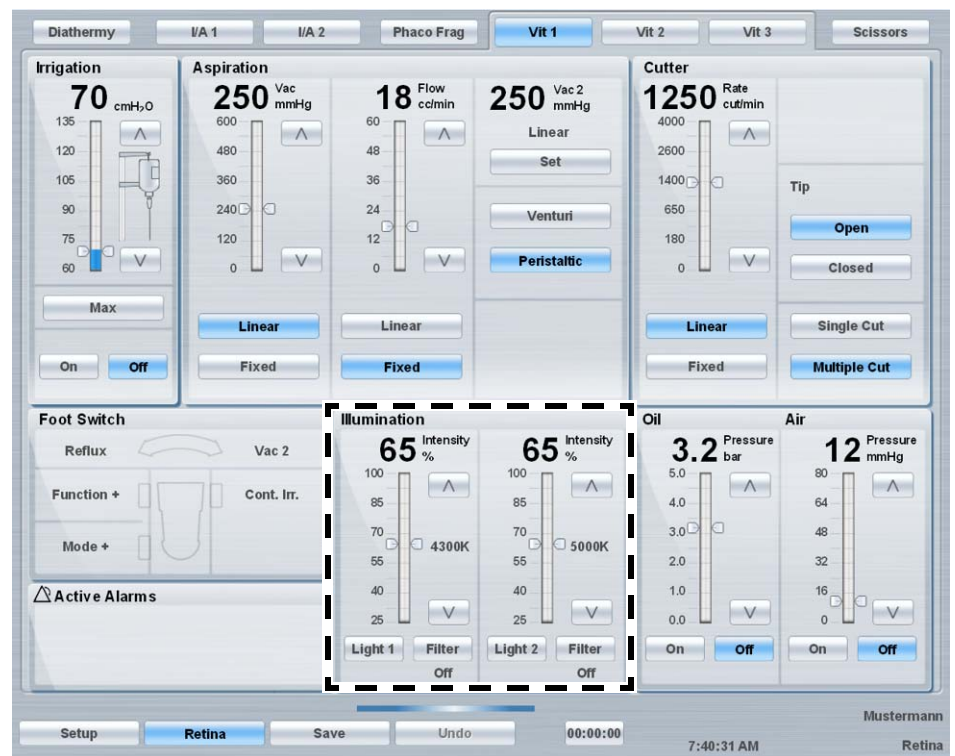 Diathermy I/A 1 I/A 2 Phaco Frag Vit 1 Vit 2 Vit 3 Scissors
Irrigation
70 cmH₂O
135
120
105
90
75
60
Max
On Off
Aspiration
250 Vac mmHg
600
480
360
240
120
0
Linear
Fixed
18 Flow cc/min
60
48
36
24
12
0
Linear
Fixed
250 Vac 2 mmHg
Linear
Set
Venturi
Peristaltic
Cutter
1250 Rate cut/min
4000
2600
1400
650
180
0
Linear
Fixed
Tip
Open
Closed
Single Cut
Multiple Cut
Foot Switch
Reflux Vac 2
Function + Cont. Irr.
Mode +
Active Alarms
Illumination
65 Intensity %
100
85
70
4300K
55
40
25
Light 1 Filter
Off
65 Intensity %
100
85
70
5000K
55
40
25
Light 2 Filter
Off
Oil
3.2 Pressure bar
5.0
4.0
3.0
2.0
1.0
0.0
On Off
Air
12 Pressure mmHg
80
64
48
32
16
0
On Off
Setup Retina Save Undo 00:00:00
7:40:31 AM
Mustermann
Retina